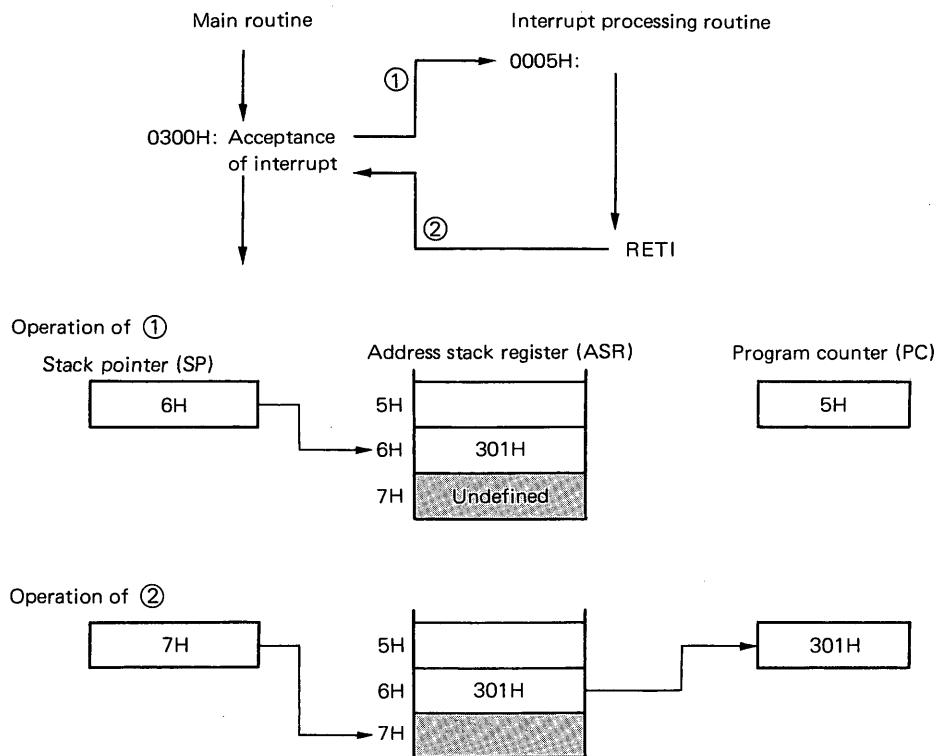 Main routine
Interrupt processing routine
0005H:
①
0300H: Acceptance
of interrupt
②
RETI
Operation of ①
Stack pointer (SP)
Address stack register (ASR)
Program counter (PC)
6H
5H
5H
6H
301H
7H
Undefined
Operation of ②
7H
5H
301H
6H
301H
7H